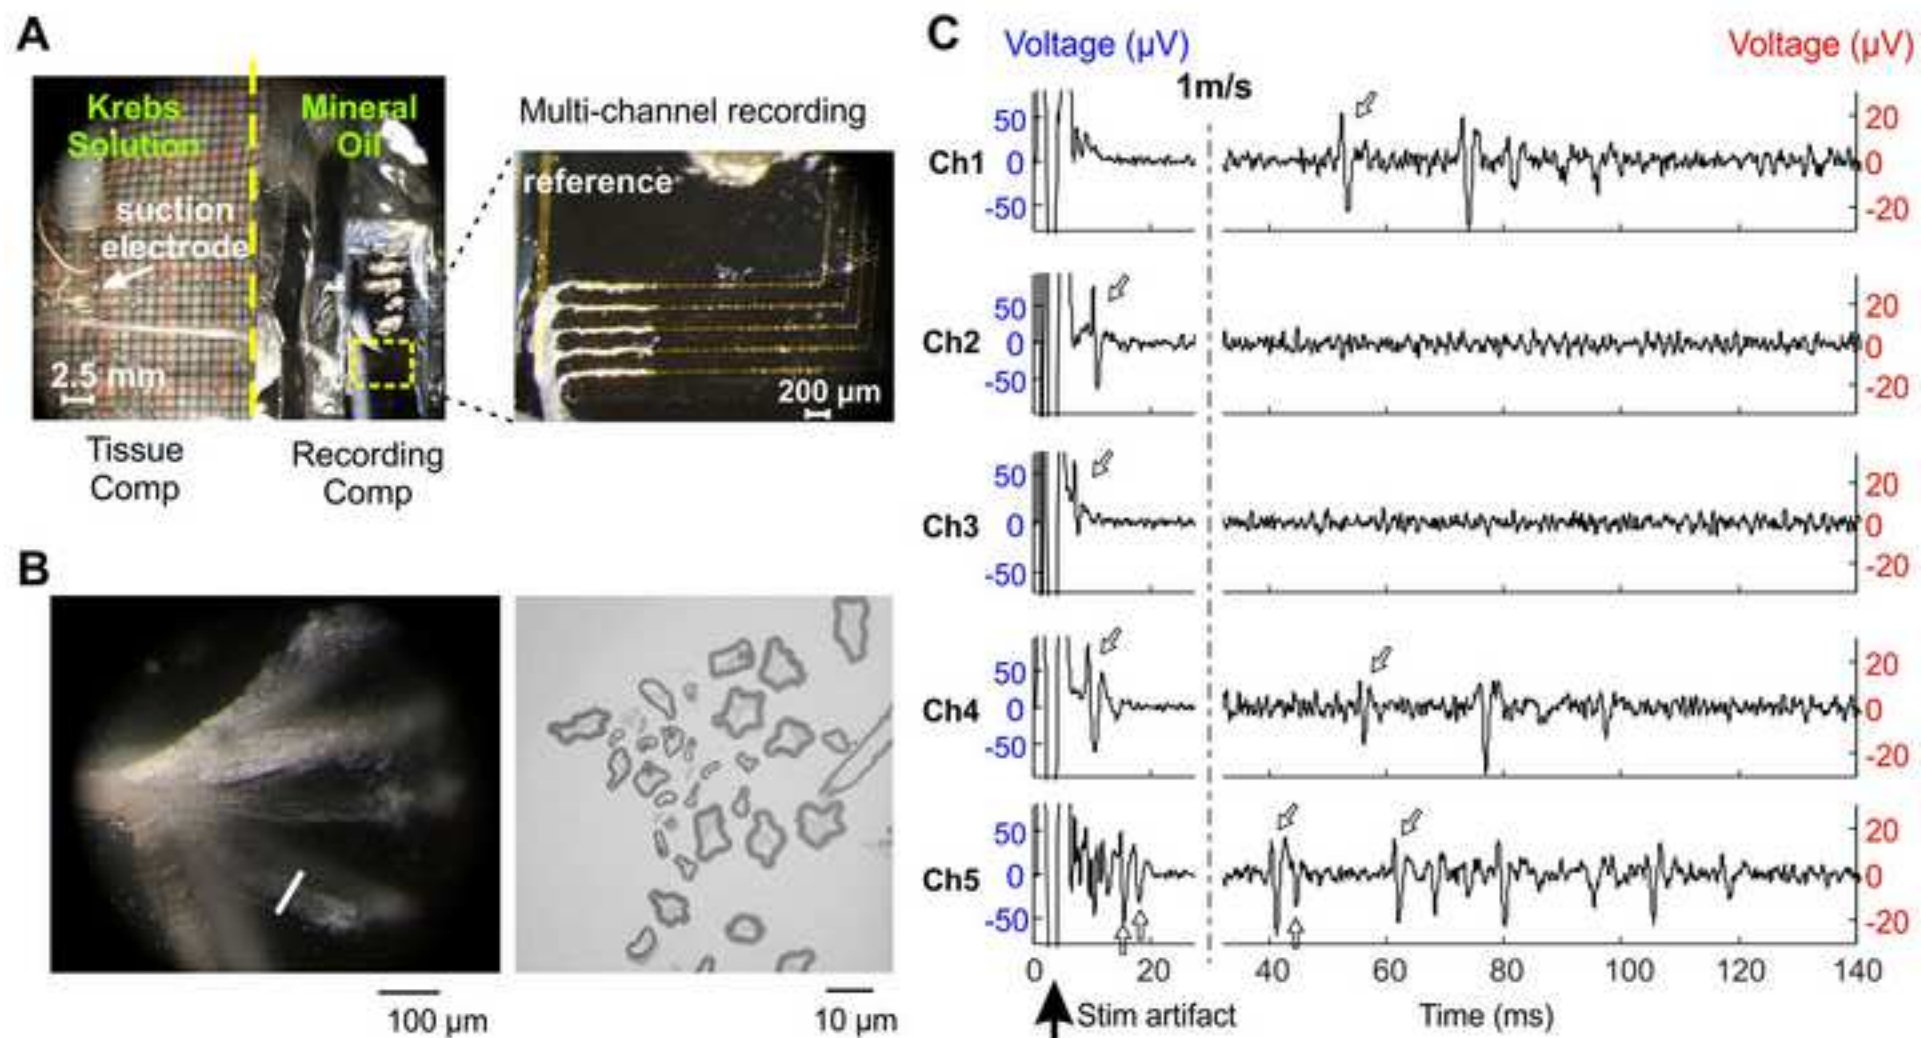 A
Krebs
Solution
Mineral
Oil
suction
electrode
2.5 mm
Tissue
Comp
Recording
Comp
Multi-channel recording
reference
200 µm
B
100 µm
10 µm
C
Voltage (µV)
Voltage (µV)
1m/s
Ch1
50
0
-50
20
0
-20
Ch2
50
0
-50
20
0
-20
Ch3
50
0
-50
20
0
-20
Ch4
50
0
-50
20
0
-20
Ch5
50
0
-50
20
0
-20
0 20 40 60 80 100 120 140
Stim artifact
Time (ms)